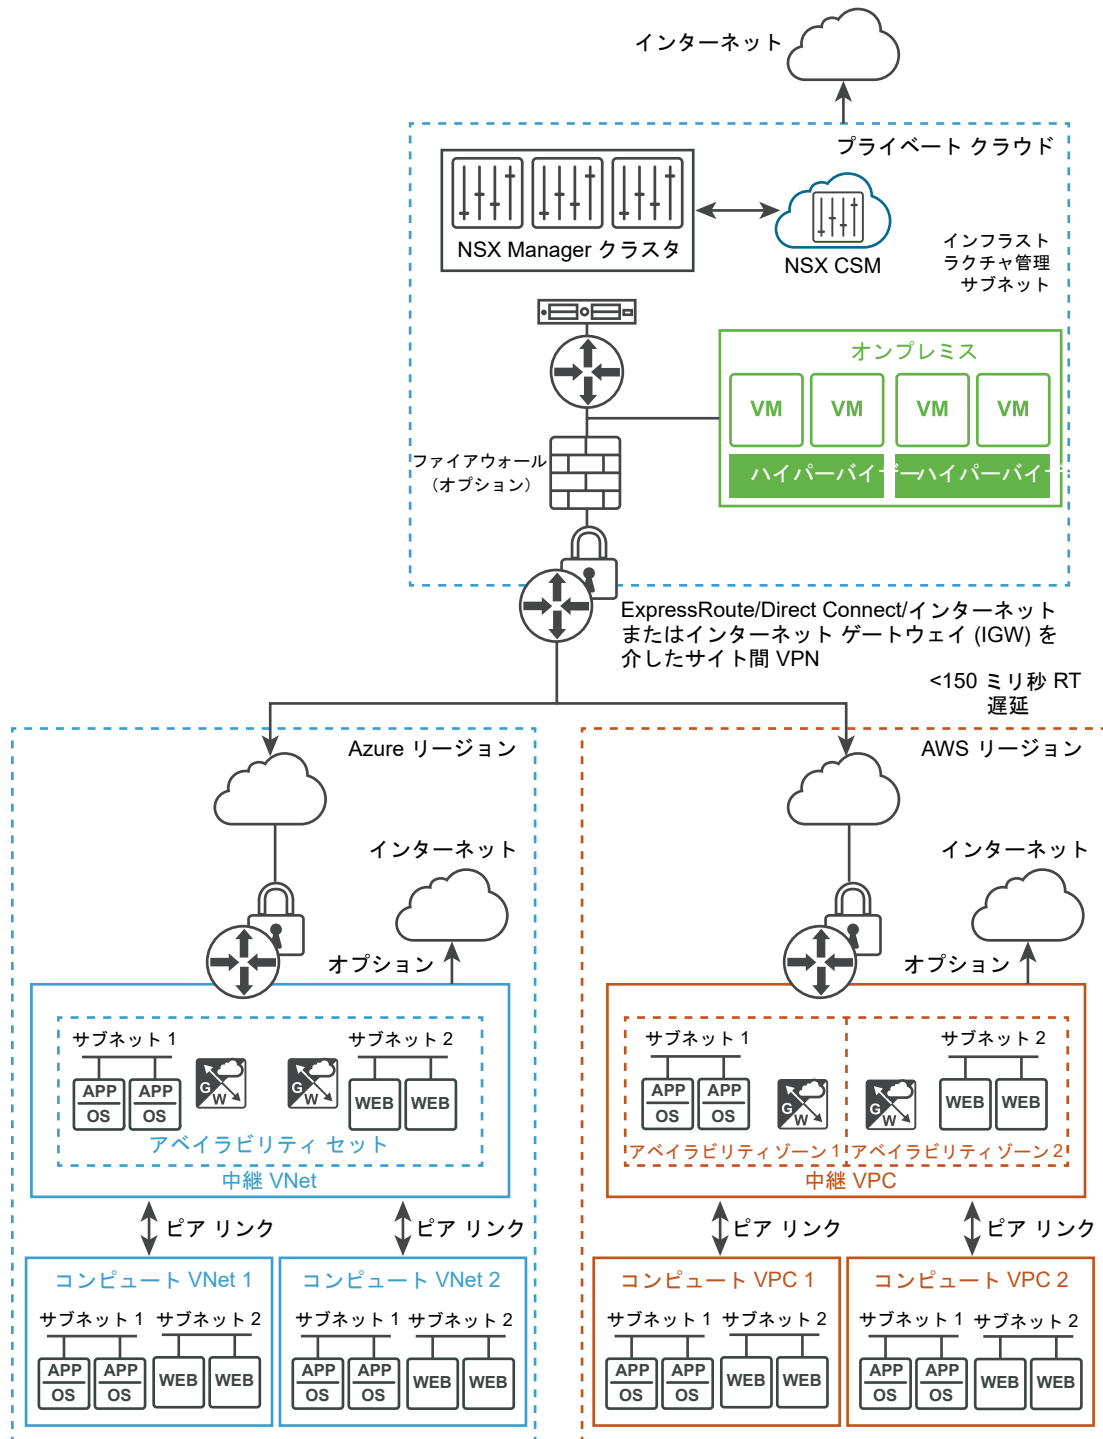 インターネット
プライベート クラウド
NSX Manager クラスタ
NSX CSM
インフラスト
ラクチャ管理
サブネット
オンプレミス
VM
VM
VM
VM
ハイパーバイザー
ハイパーバイザ
ファイアウォール
(オプション)
ExpressRoute/Direct Connect/インターネット
またはインターネット ゲートウェイ (IGW) を
介したサイト間 VPN
<150 ミリ秒 RT
遅延
Azure リージョン
インターネット
オプション
サブネット 1
サブネット 2
APP
OS
APP
OS
G
W
G
W
WEB
WEB
アベイラビリティ セット
中継 VNet
ピア リンク
ピア リンク
コンピュート VNet 1
サブネット 1
サブネット 2
APP
OS
APP
OS
WEB
WEB
コンピュート VNet 2
サブネット 1
サブネット 2
APP
OS
APP
OS
WEB
WEB
AWS リージョン
インターネット
オプション
サブネット 1
サブネット 2
APP
OS
APP
OS
G
W
G
W
WEB
WEB
アベイラビリティ ゾーン 1
アベイラビリティ ゾーン 2
中継 VPC
ピア リンク
ピア リンク
コンピュート VPC 1
サブネット 1
サブネット 2
APP
OS
APP
OS
WEB
WEB
コンピュート VPC 2
サブネット 1
サブネット 2
APP
OS
APP
OS
WEB
WEB